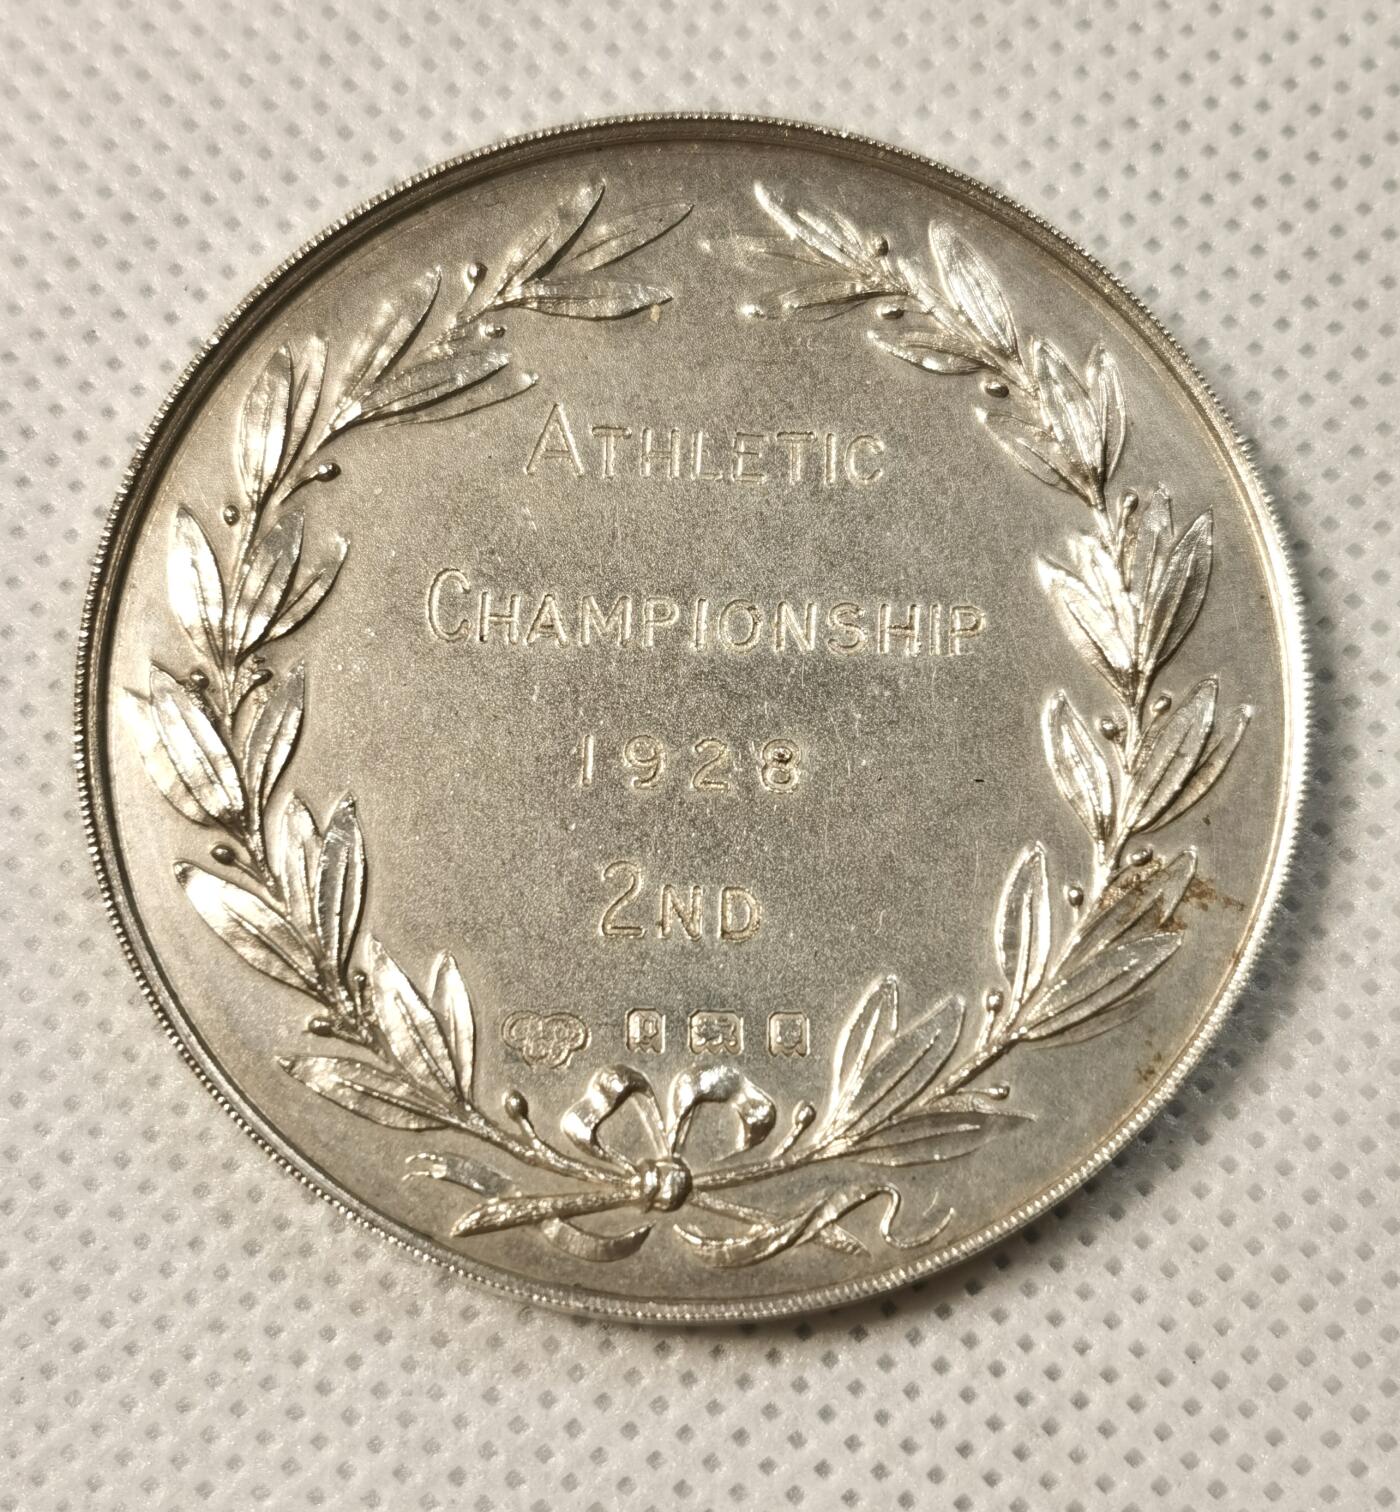 ATHLETIC
CHAMPIONSHIP
1928
2ND